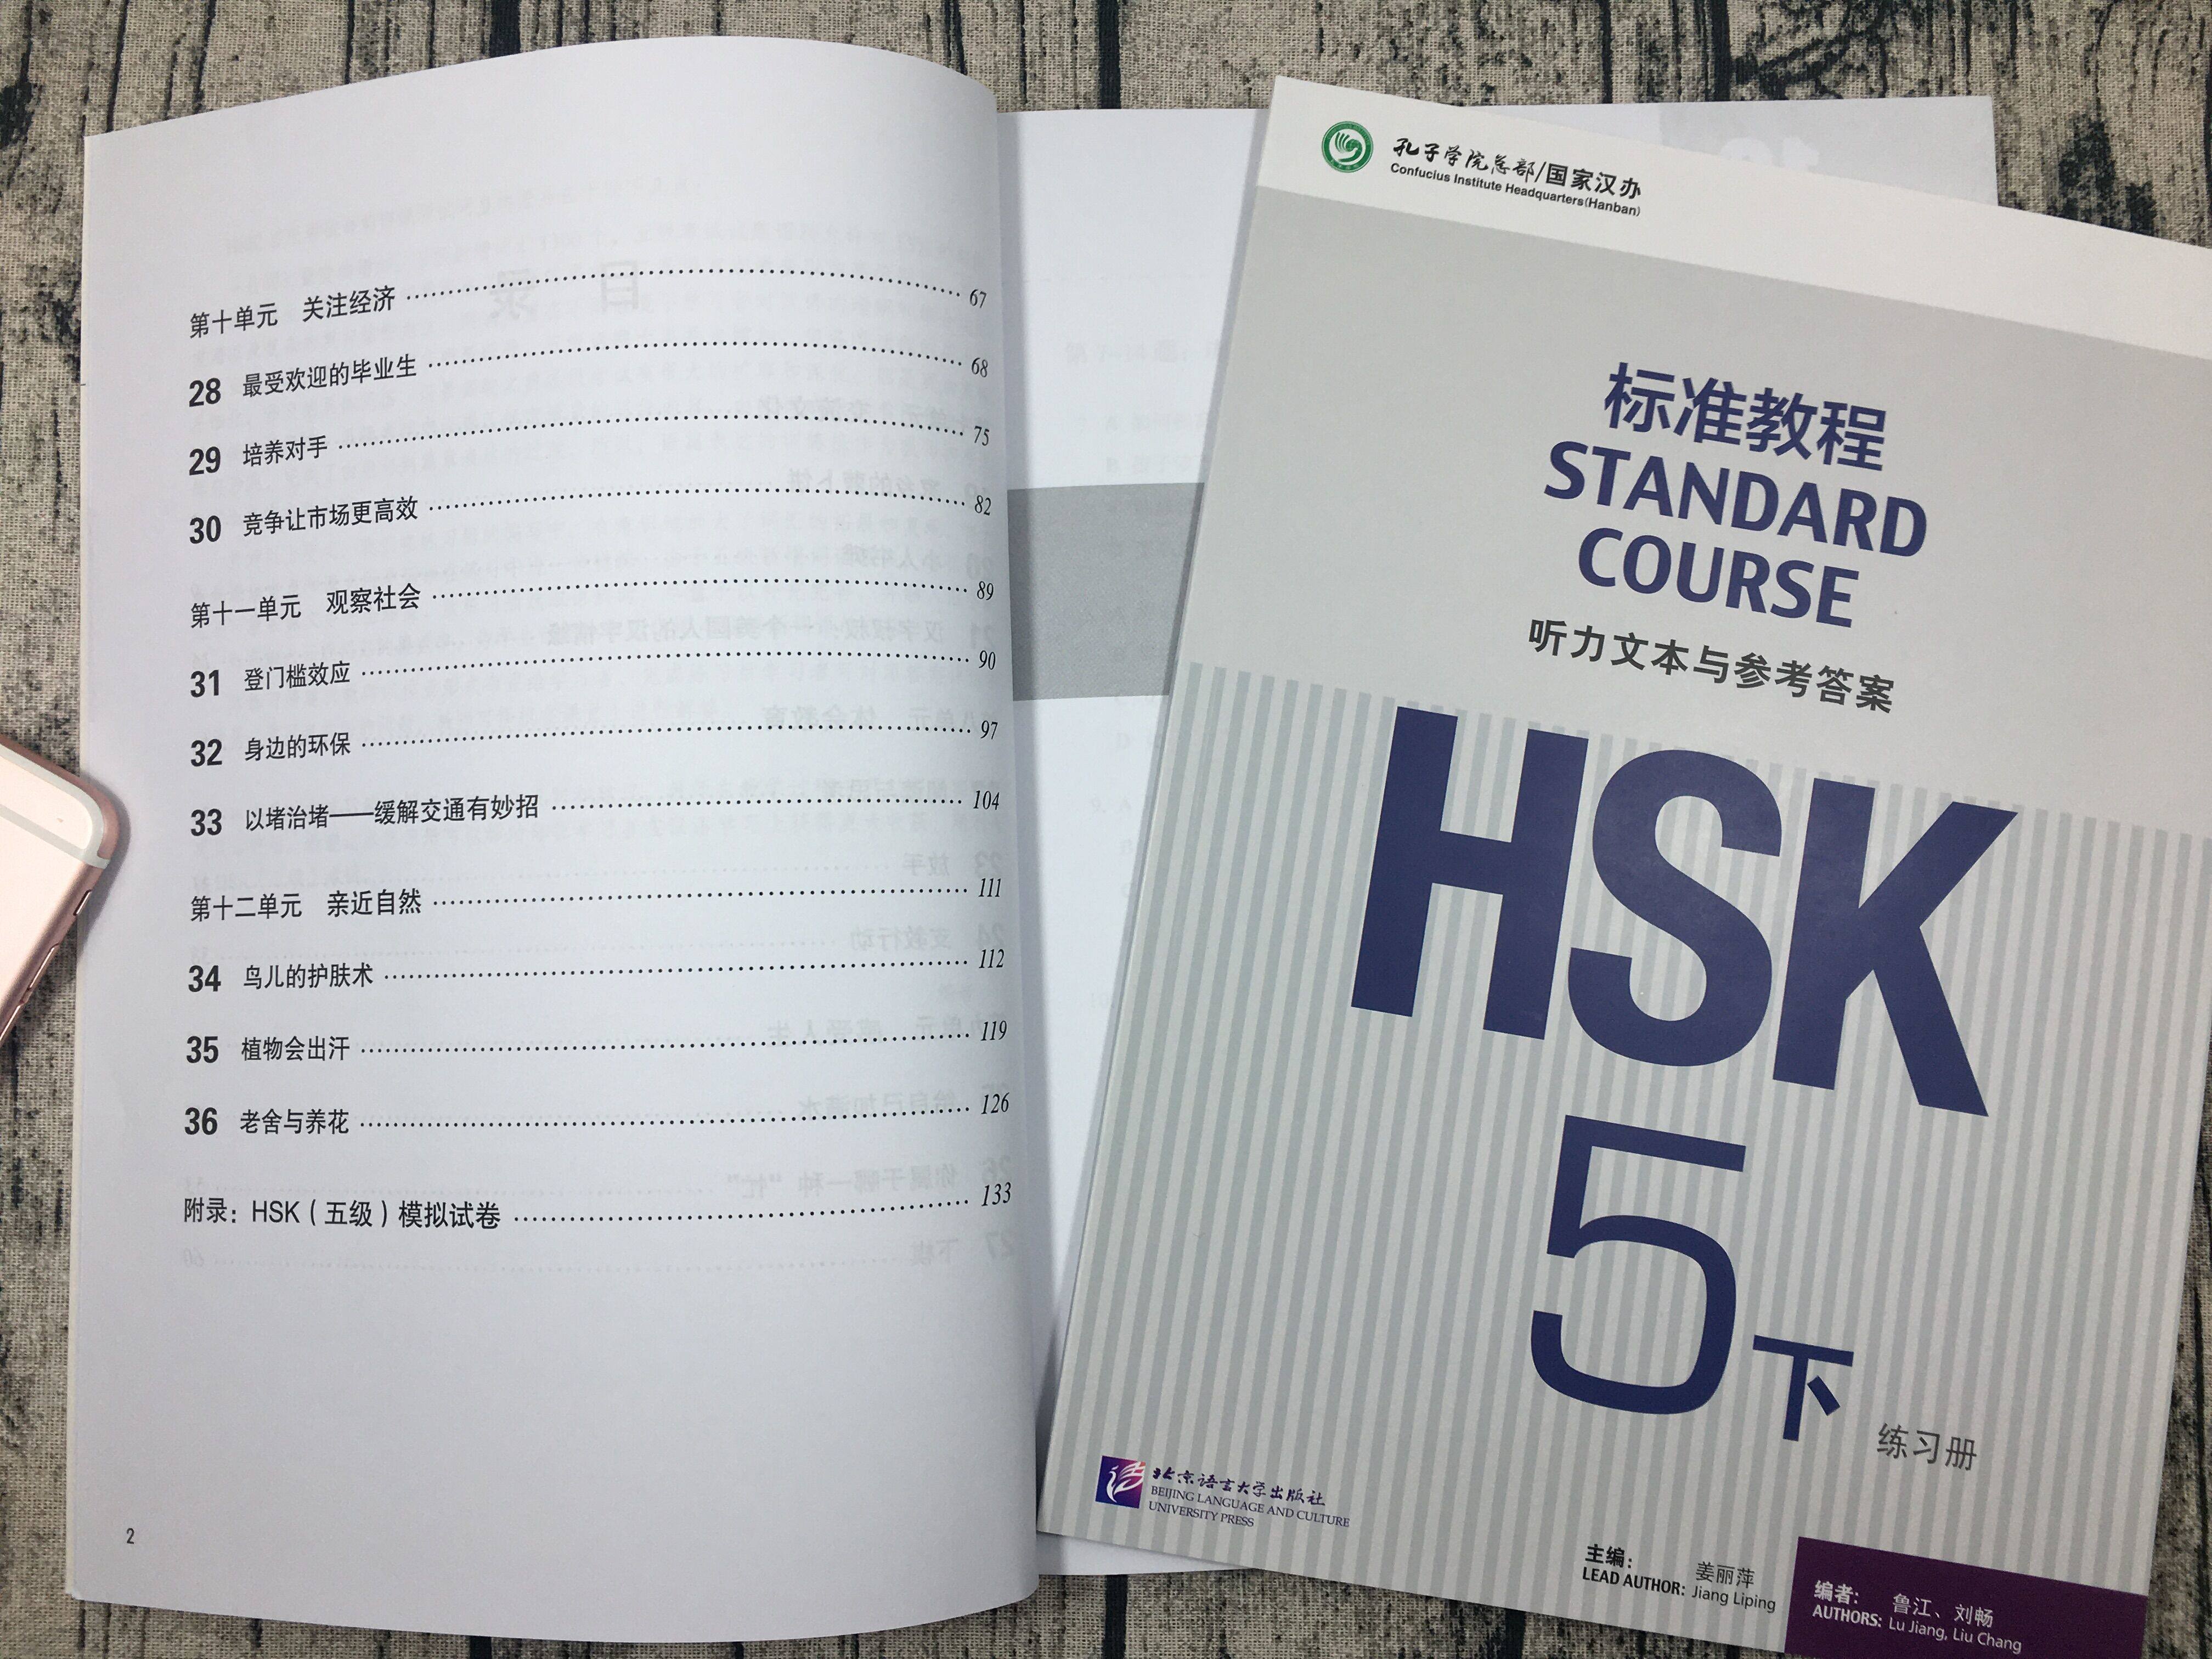 第十单元 关注经济 67
28 最受欢迎的毕业生 68
29 培养对手 75
30 竞争让市场更高效 82
第十一单元 观察社会 89
31 登门槛效应 90
32 身边的环保 97
33 以堵治堵——缓解交通有妙招 104
第十二单元 亲近自然 111
34 鸟儿的护肤术 112
35 植物会出汗 119
36 老舍与养花 126
附录：HSK（五级）模拟试卷 133
2
孔子学院总部/国家汉办
Confucius Institute Headquarters(Hanban)
标准教程
STANDARD
COURSE
听力文本与参考答案
HSK
5下
练习册
北京语言大学出版社
BEIJING LANGUAGE AND CULTURE
UNIVERSITY PRESS
主编： 姜丽萍
LEAD AUTHOR: Jiang Liping
编者： 鲁江、刘畅
AUTHORS: Lu Jiang, Liu Chang